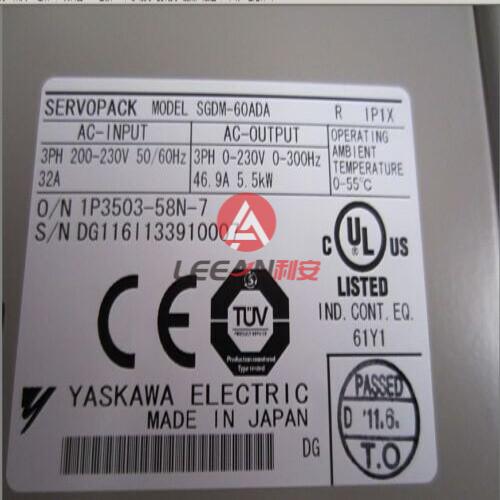 SERVOPACK MODEL SGDM-60ADA R IP1X
AC-INPUT AC-OUTPUT OPERATING
AMBIENT
TEMPERATURE
0-55℃
3PH 200-230V 50/60Hz 3PH 0-230V 0-300Hz
32A 46.9A 5.5kW
O/N 1P3503-58N-7
S/N DG116I13391000
LEEAN利安
C UL US
LISTED
IND. CONT. EQ.
61Y1
CE
TÜV
PRODUCT SERVICE
Production monitored
Type tested
YASKAWA ELECTRIC
MADE IN JAPAN
DG
PASSED
D '11.6.
T.O